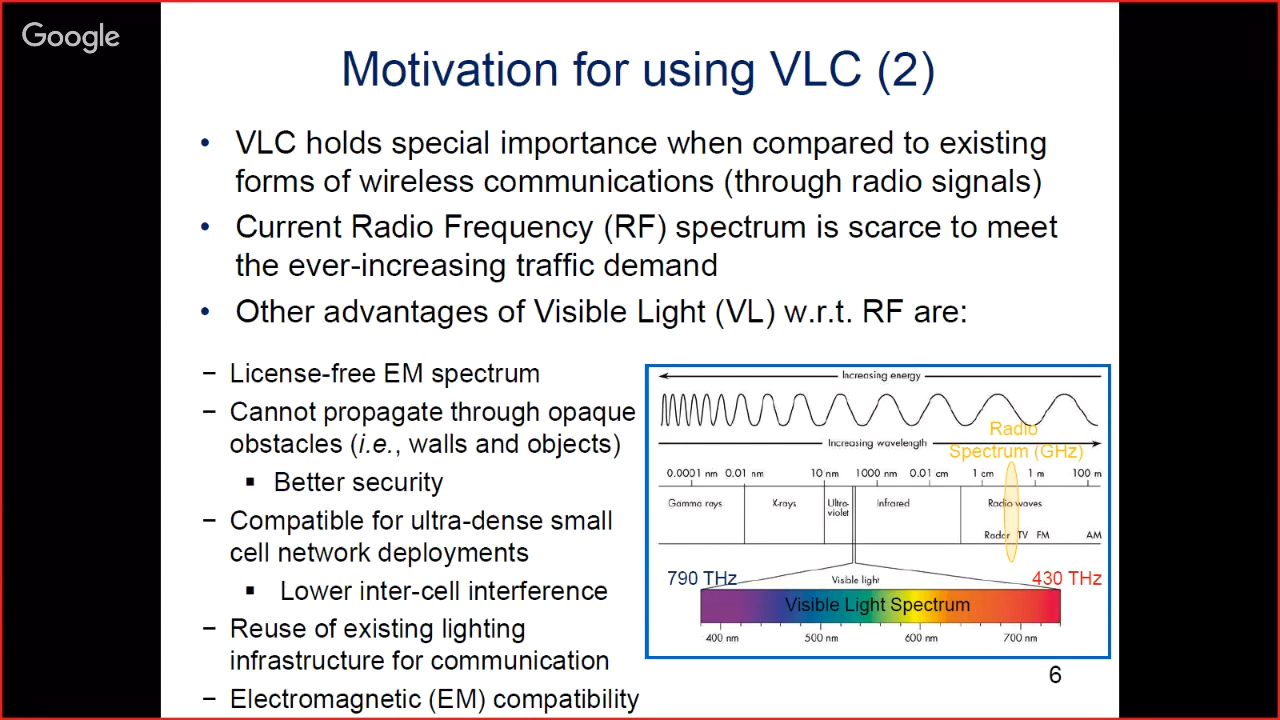 Google
Motivation for using VLC (2)
• VLC holds special importance when compared to existing
forms of wireless communications (through radio signals)
• Current Radio Frequency (RF) spectrum is scarce to meet
the ever-increasing traffic demand
• Other advantages of Visible Light (VL) w.r.t. RF are:
− License-free EM spectrum
− Cannot propagate through opaque
obstacles (i.e., walls and objects)
▪ Better security
− Compatible for ultra-dense small
cell network deployments
▪ Lower inter-cell interference
− Reuse of existing lighting
infrastructure for communication
− Electromagnetic (EM) compatibility
Increasing energy
Increasing wavelength
Radio
Spectrum (GHz)
0.0001 nm 0.01 nm 10 nm 1000 nm 0.01 cm 1 cm 1 m 100 m
Gamma rays X-rays Ultra-
violet Infrared Radio waves
Radar TV FM AM
790 THz Visible light 430 THz
Visible Light Spectrum
400 nm 500 nm 600 nm 700 nm
6